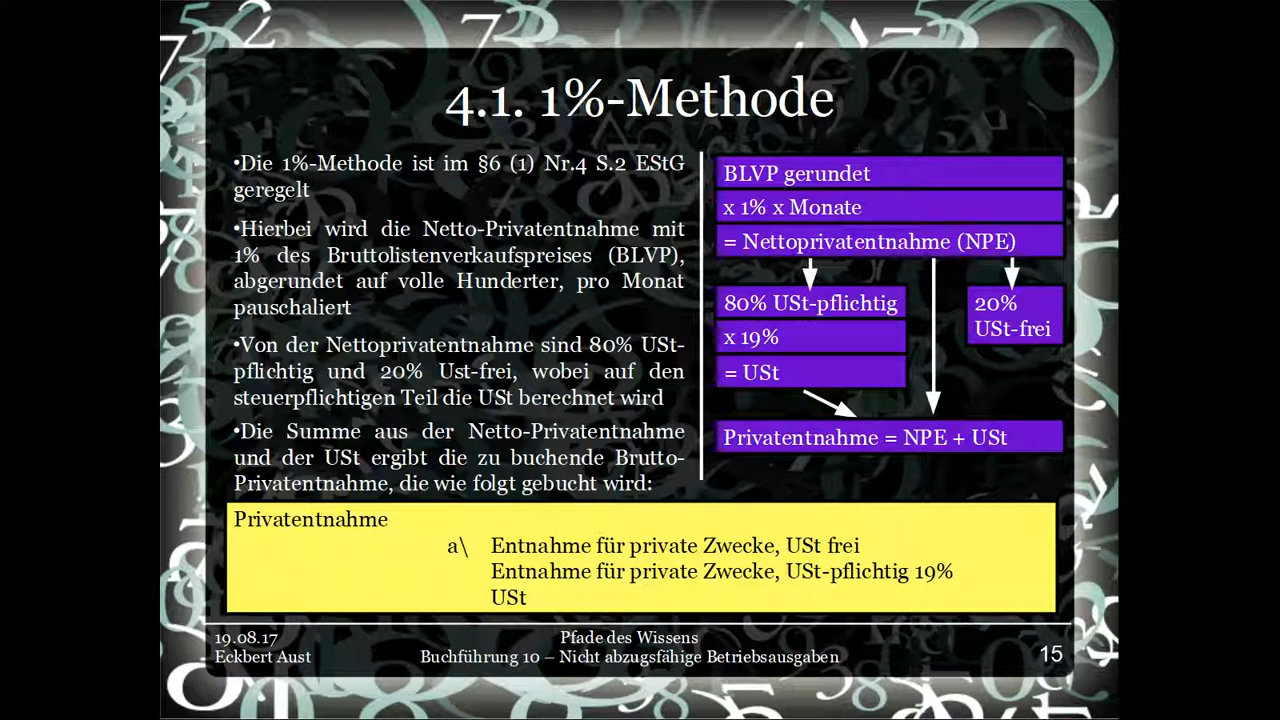 4.1. 1%-Methode
•Die 1%-Methode ist im §6 (1) Nr.4 S.2 EStG
geregelt
•Hierbei wird die Netto-Privatentnahme mit
1% des Bruttolistenverkaufspreises (BLVP),
abgerundet auf volle Hunderter, pro Monat
pauschaliert
•Von der Nettoprivatentnahme sind 80% USt-
pflichtig und 20% Ust-frei, wobei auf den
steuerpflichtigen Teil die USt berechnet wird
•Die Summe aus der Netto-Privatentnahme
und der USt ergibt die zu buchende Brutto-
Privatentnahme, die wie folgt gebucht wird:
BLVP gerundet
x 1% x Monate
= Nettoprivatentnahme (NPE)
80% USt-pflichtig
x 19%
= USt
20%
USt-frei
Privatentnahme = NPE + USt
Privatentnahme
a\ Entnahme für private Zwecke, USt frei
Entnahme für private Zwecke, USt-pflichtig 19%
USt
19.08.17
Eckbert Aust
Pfade des Wissens
Buchführung 10 – Nicht abzugsfähige Betriebsausgaben
15